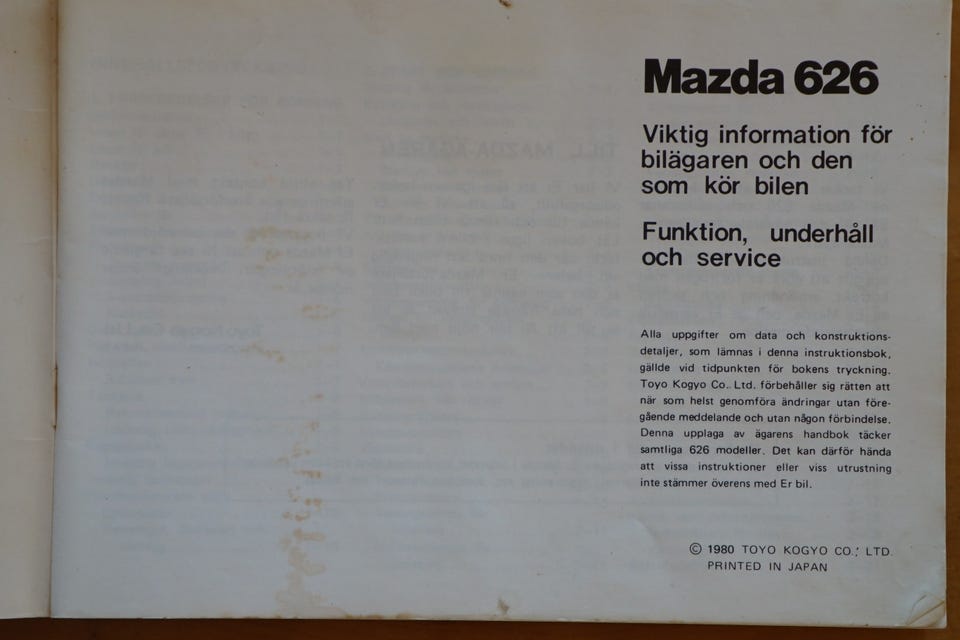 Mazda 626
Viktig information för
bilägaren och den
som kör bilen
Funktion, underhåll
och service
Alla uppgifter om data och konstruktions-
detaljer, som lämnas i denna instruktionsbok,
gällde vid tidpunkten för bokens tryckning.
Toyo Kogyo Co.. Ltd. förbehåller sig rätten att
när som helst genomföra ändringar utan före-
gående meddelande och utan någon förbindelse.
Denna upplaga av ägarens handbok täcker
samtliga 626 modeller. Det kan därför hända
att vissa instruktioner eller viss utrustning
inte stämmer överens med Er bil.
© 1980 TOYO KOGYO CO.; LTD.
PRINTED IN JAPAN